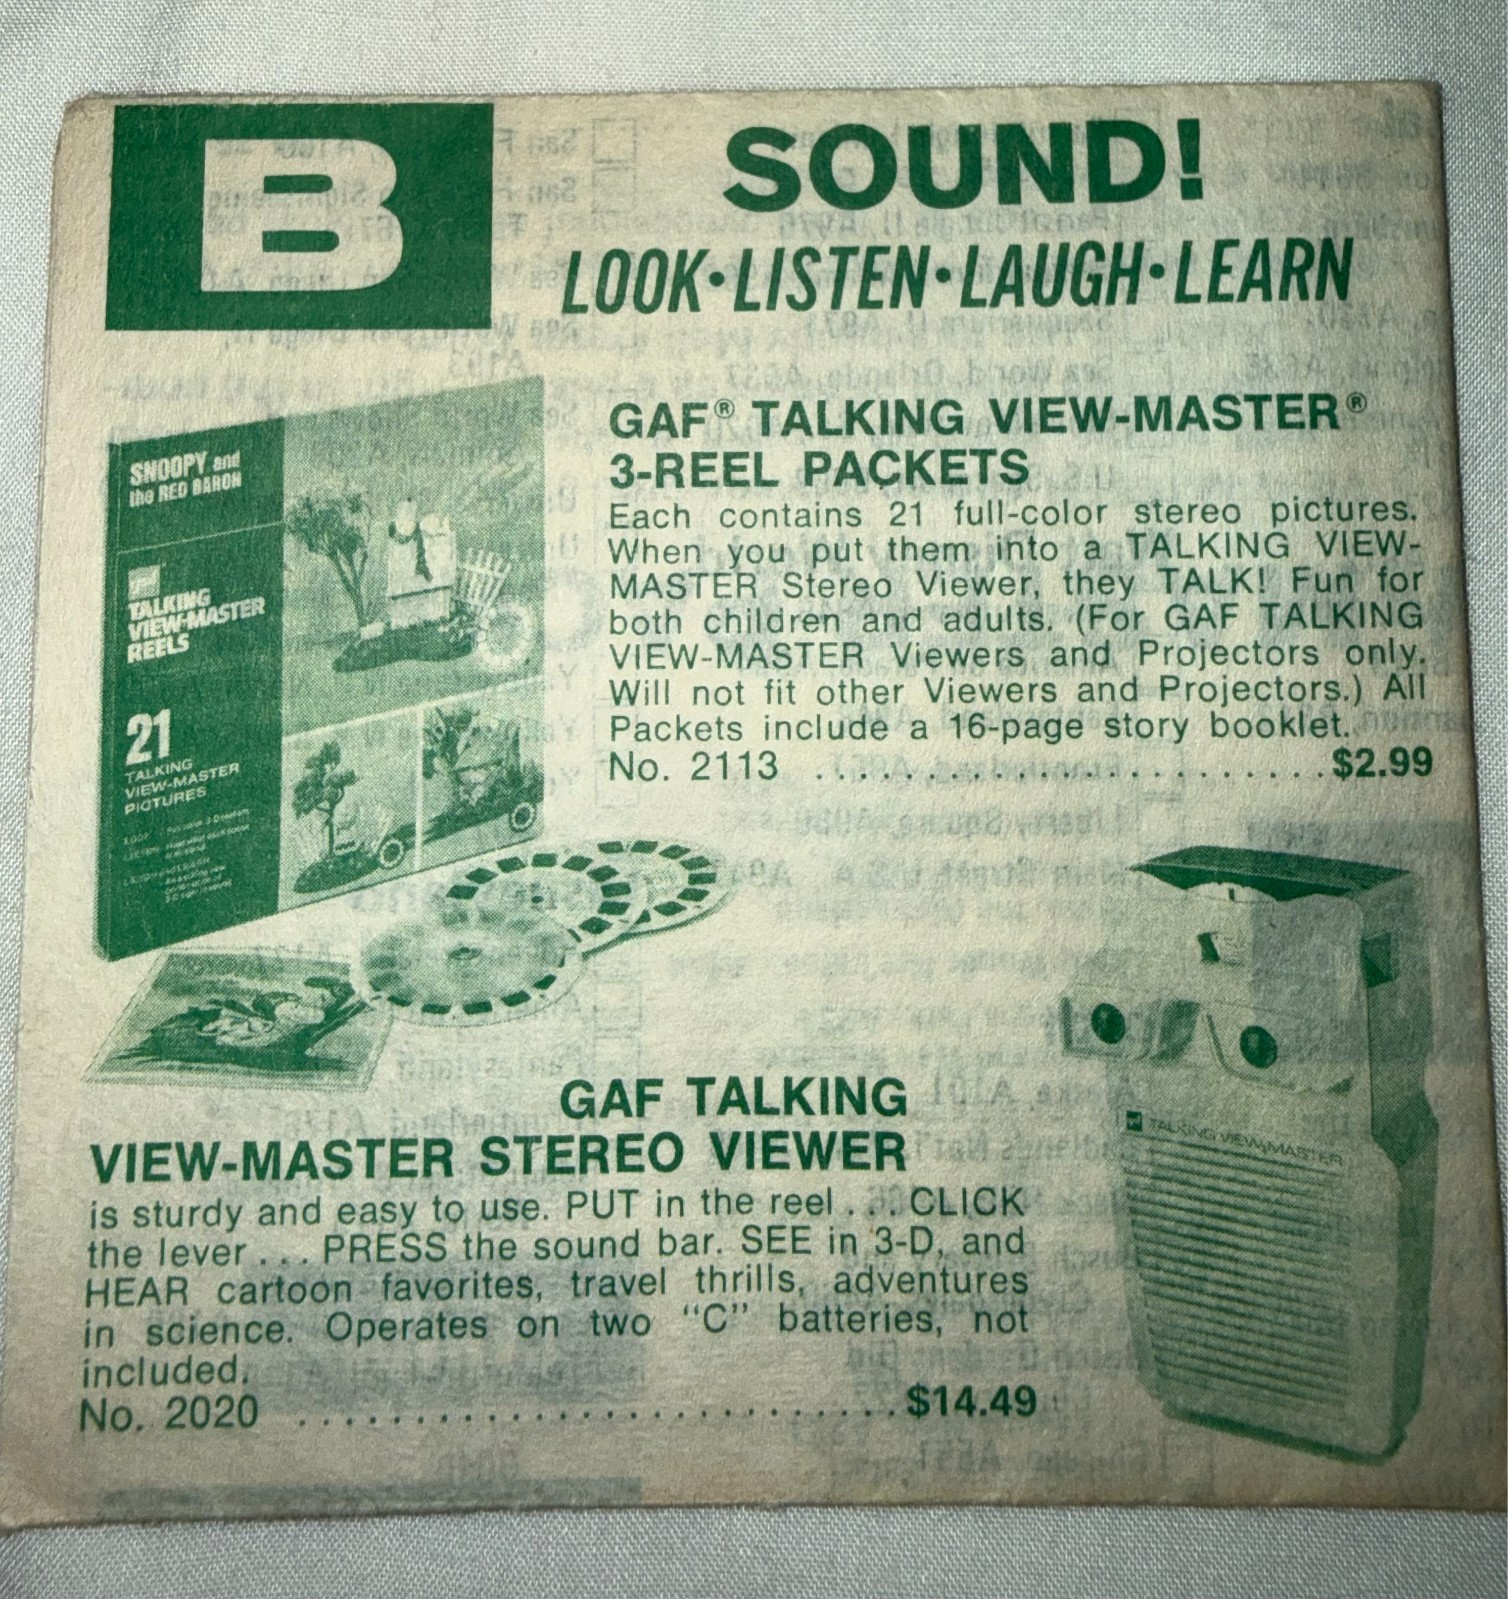 B
SOUND!
LOOK•LISTEN•LAUGH•LEARN
SNOOPY and
the RED BARON
gaf
TALKING
VIEW-MASTER
REELS
21
TALKING
VIEW-MASTER
PICTURES
GAF® TALKING VIEW-MASTER®
3-REEL PACKETS
Each contains 21 full-color stereo pictures.
When you put them into a TALKING VIEW-
MASTER Stereo Viewer, they TALK! Fun for
both children and adults. (For GAF TALKING
VIEW-MASTER Viewers and Projectors only.
Will not fit other Viewers and Projectors.) All
Packets include a 16-page story booklet.
No. 2113 ........................ $2.99
GAF TALKING
VIEW-MASTER STEREO VIEWER
is sturdy and easy to use. PUT in the reel ... CLICK
the lever ... PRESS the sound bar. SEE in 3-D, and
HEAR cartoon favorites, travel thrills, adventures
in science. Operates on two "C" batteries, not
included.
No. 2020 ........................... $14.49
gaf TALKING VIEW-MASTER